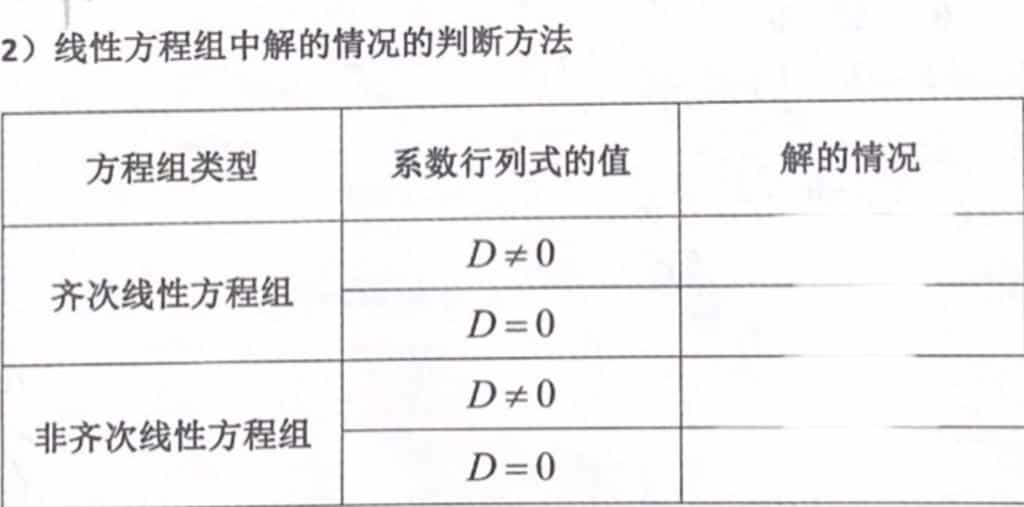 2）线性方程组中解的情况的判断方法
方程组类型 系数行列式的值 解的情况
齐次线性方程组
D≠0
D=0
非齐次线性方程组
D≠0
D=0